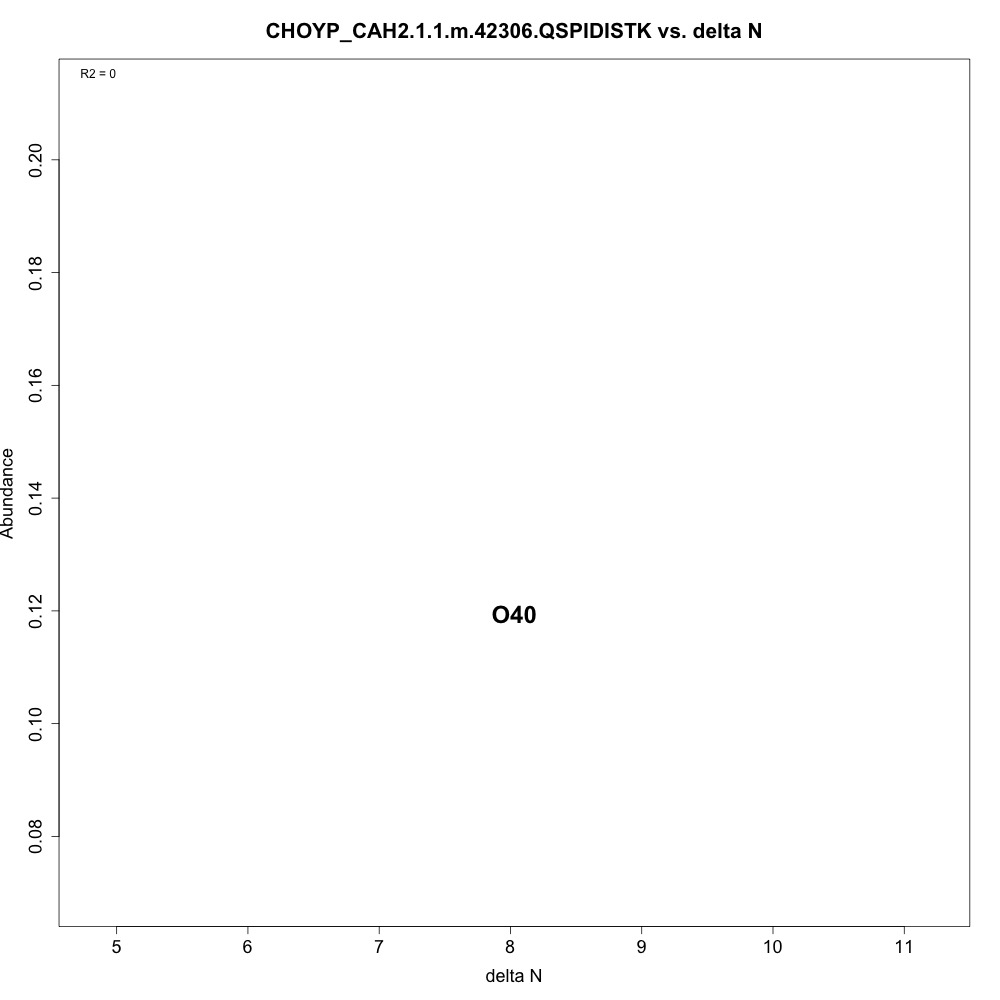 CHOYP_CAH2.1.1.m.42306.QSPIDISTK vs. delta N
R2 = 0
0.20
0.18
0.16
0.14
Abundance
0.12
O40
0.10
0.08
5 6 7 8 9 10 11
delta N